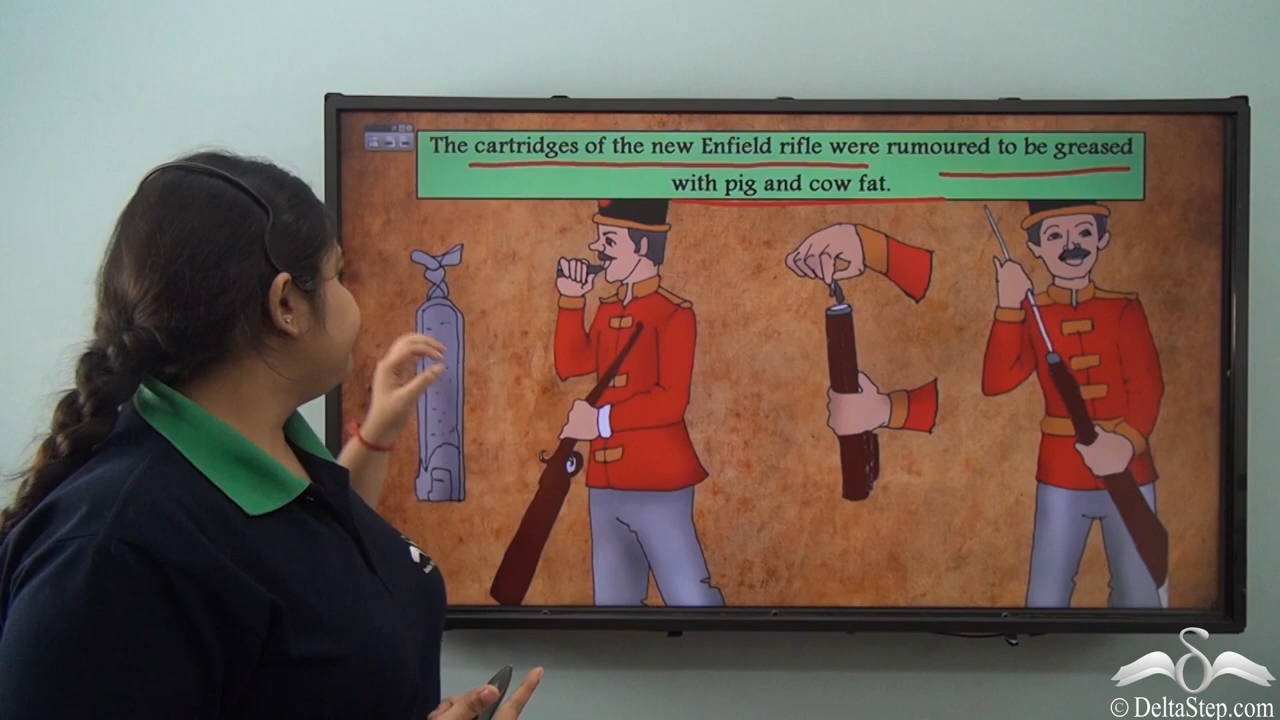 The cartridges of the new Enfield rifle were rumoured to be greased
with pig and cow fat.
© DeltaStep.com